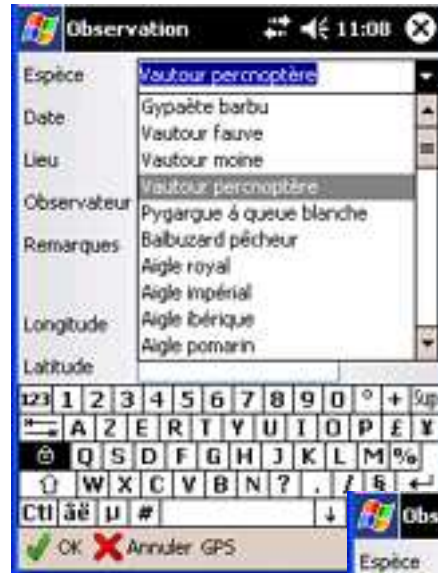 Observation 11:08
Espèce Vautour percnoptère
Gypaète barbu
Date
Vautour fauve
Lieu Vautour moine
Vautour percnoptère
Observateur
Pygargue à queue blanche
Remarques Balbuzard pêcheur
Aigle royal
Aigle impérial
Longitude Aigle ibérique
Aigle pomarin
Latitude
123 1 2 3 4 5 6 7 8 9 0 ° + Sup
A Z E R T Y U I O P £ ¥
Q S D F G H J K L M %
W X C V B N ? . / §
Ctl áë µ #
OK Annuler GPS
Obs
Espèce